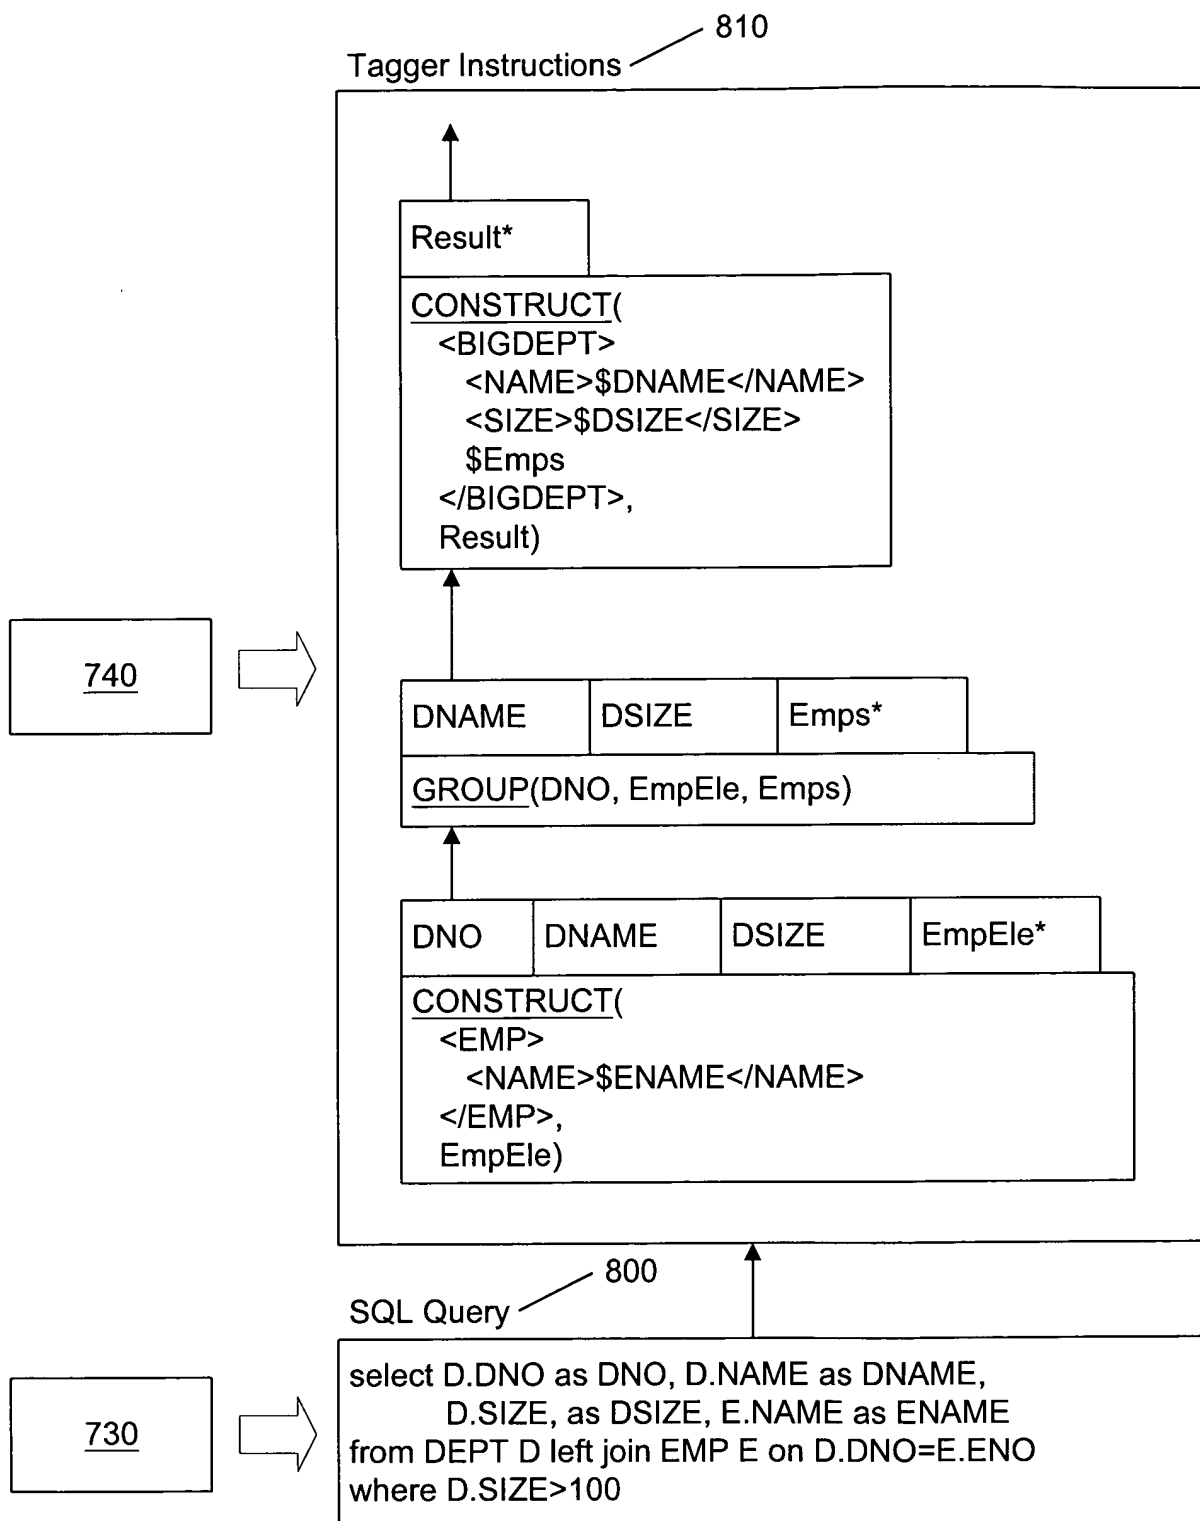 810
Tagger Instructions
Result*
CONSTRUCT(
<BIGDEPT>
<NAME>$DNAME</NAME>
<SIZE>$DSIZE</SIZE>
$Emps
</BIGDEPT>,
Result)
740
DNAME DSIZE Emps*
GROUP(DNO, EmpEle, Emps)
DNO DNAME DSIZE EmpEle*
CONSTRUCT(
<EMP>
<NAME>$ENAME</NAME>
</EMP>,
EmpEle)
800
SQL Query
730
select D.DNO as DNO, D.NAME as DNAME,
D.SIZE, as DSIZE, E.NAME as ENAME
from DEPT D left join EMP E on D.DNO=E.ENO
where D.SIZE>100